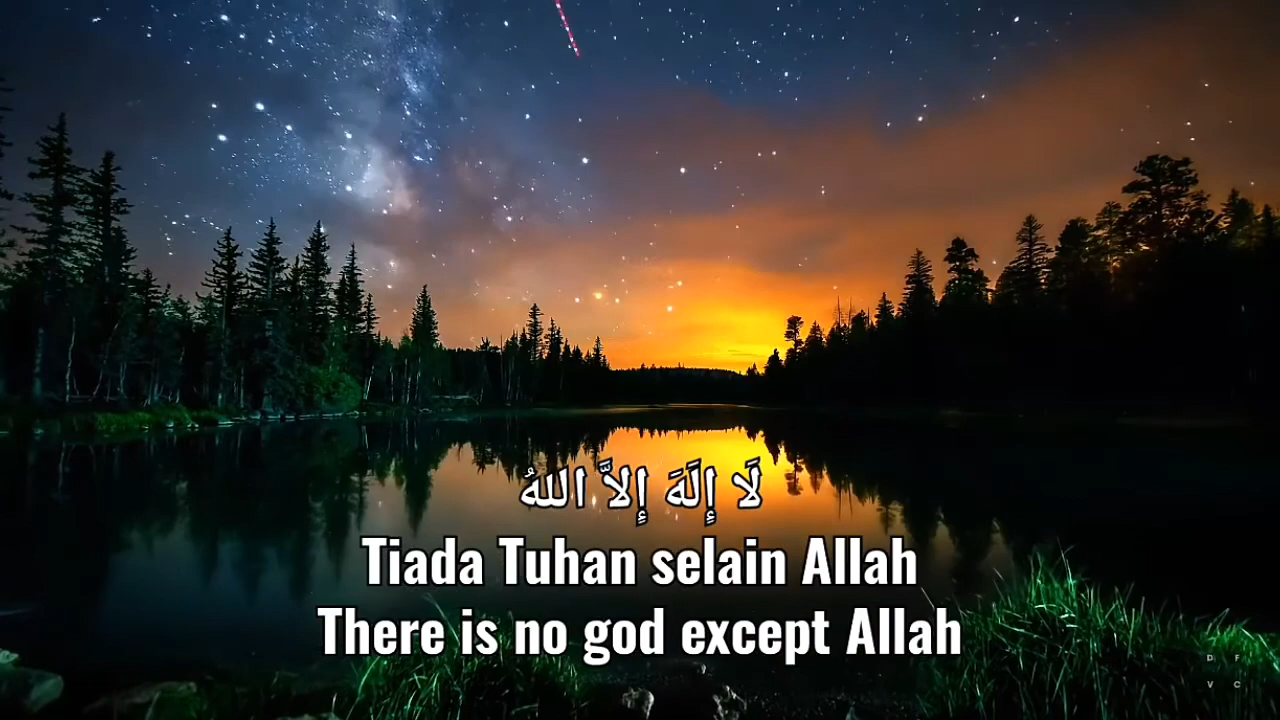 لَا إِلَهَ إِلاَّ اللهُ
Tiada Tuhan selain Allah
There is no god except Allah
D F
V C